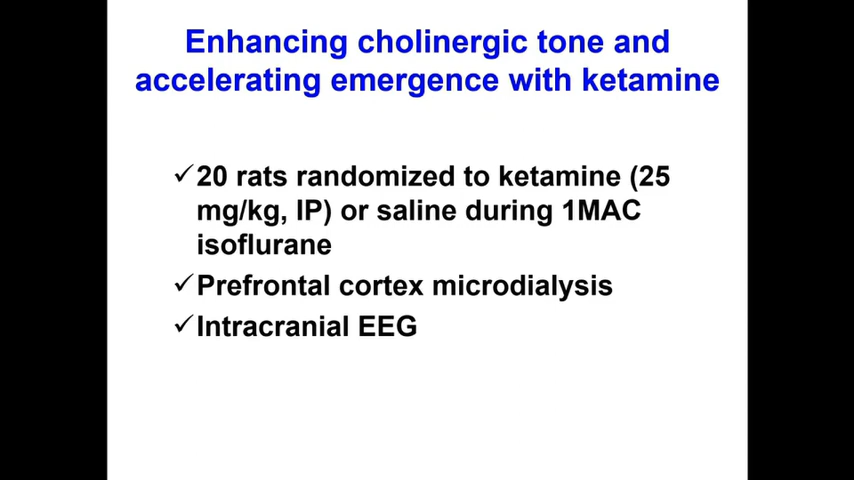 Enhancing cholinergic tone and
accelerating emergence with ketamine
✓20 rats randomized to ketamine (25
mg/kg, IP) or saline during 1MAC
isoflurane
✓Prefrontal cortex microdialysis
✓Intracranial EEG